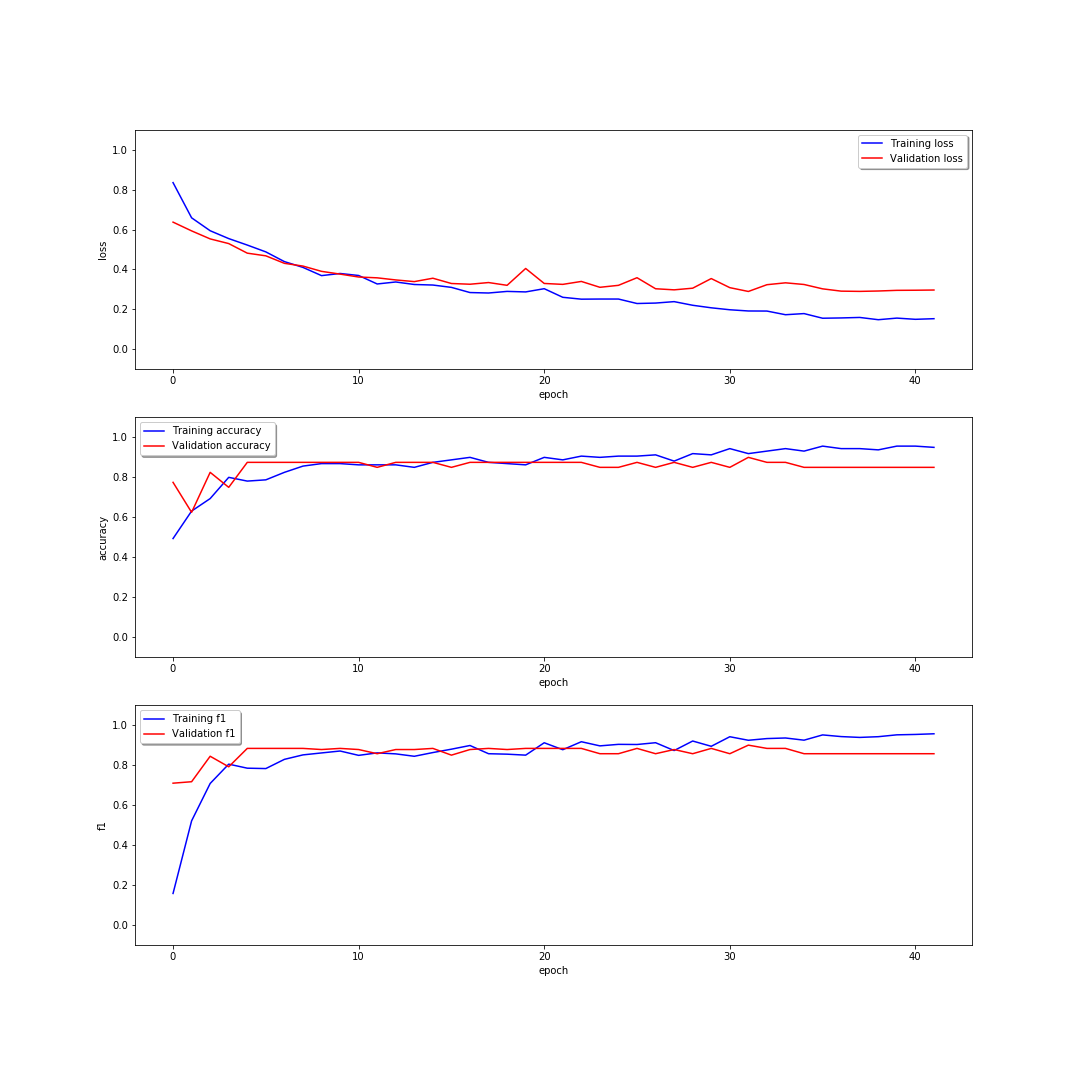 Training loss
Validation loss
1.0
0.8
0.6
0.4
0.2
0.0
loss
0 10 20 30 40
epoch
Training accuracy
Validation accuracy
1.0
0.8
0.6
0.4
0.2
0.0
accuracy
0 10 20 30 40
epoch
Training f1
Validation f1
1.0
0.8
0.6
0.4
0.2
0.0
f1
0 10 20 30 40
epoch